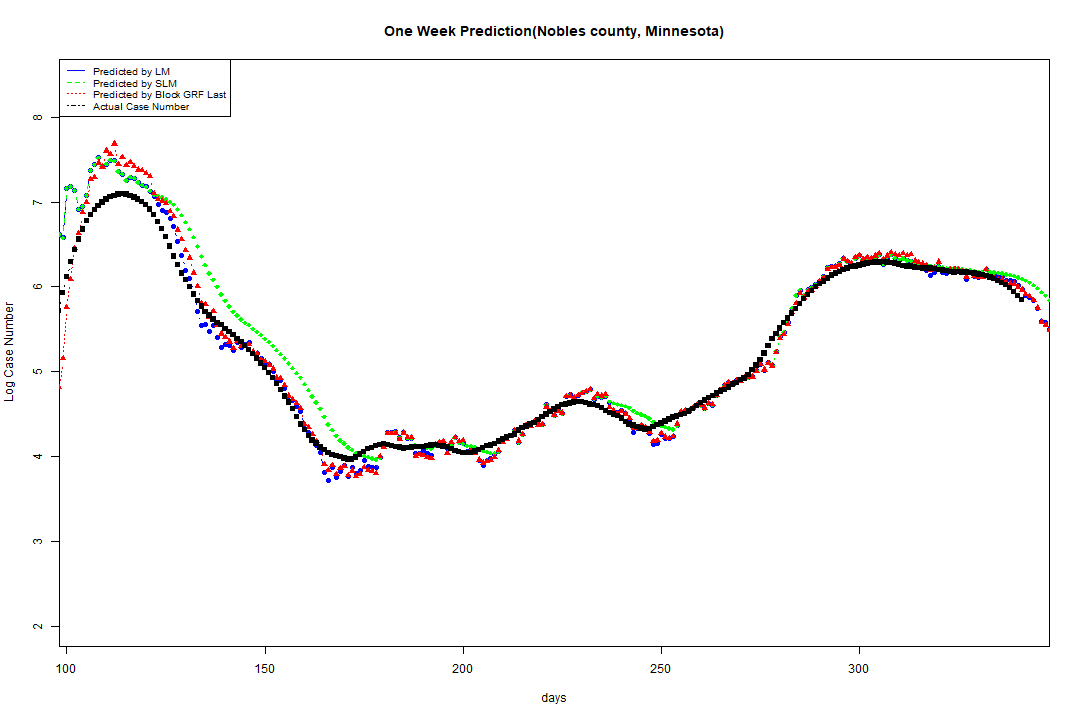 One Week Prediction(Nobles county, Minnesota)
Predicted by LM
Predicted by SLM
Predicted by Block GRF Last
Actual Case Number
8
7
6
5
4
3
2
Log Case Number
100 150 200 250 300
days